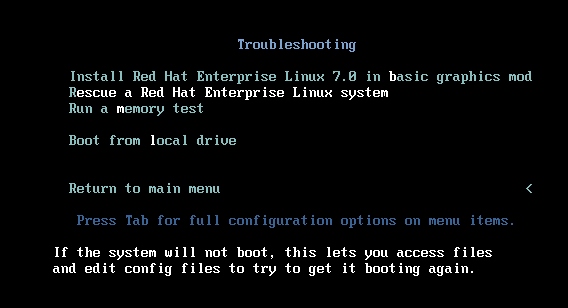 Troubleshooting
Install Red Hat Enterprise Linux 7.0 in basic graphics mod
Rescue a Red Hat Enterprise Linux system
Run a memory test
Boot from local drive
Return to main menu <
Press Tab for full configuration options on menu items.
If the system will not boot, this lets you access files
and edit config files to try to get it booting again.